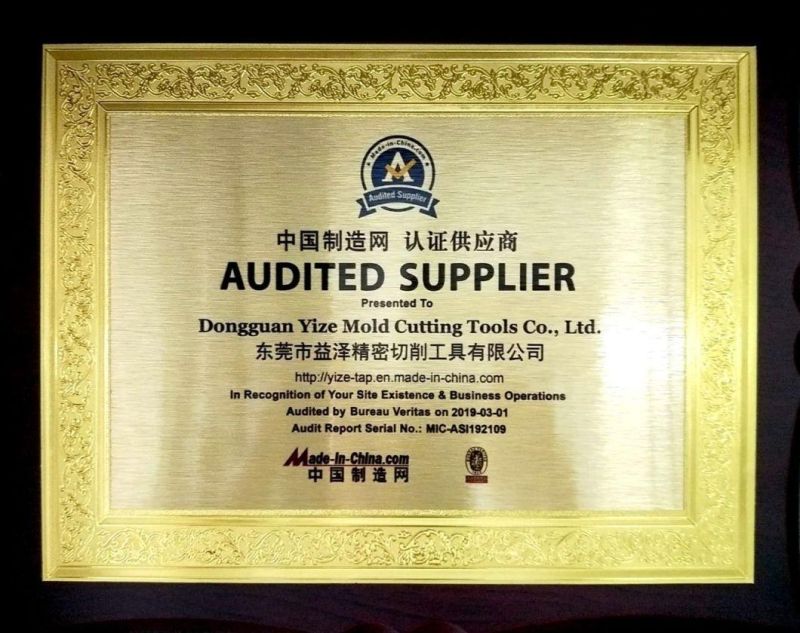 Made-in-China.com
A
Audited Supplier
中国制造网 认证供应商
AUDITED SUPPLIER
Presented To
Dongguan Yize Mold Cutting Tools Co., Ltd.
东莞市益泽精密切削工具有限公司
http://yize-tap.en.made-in-china.com
In Recognition of Your Site Existence & Business Operations
Audited by Bureau Veritas on 2019-03-01
Audit Report Serial No.: MIC-ASI192109
Made-in-China.com
中国制造网